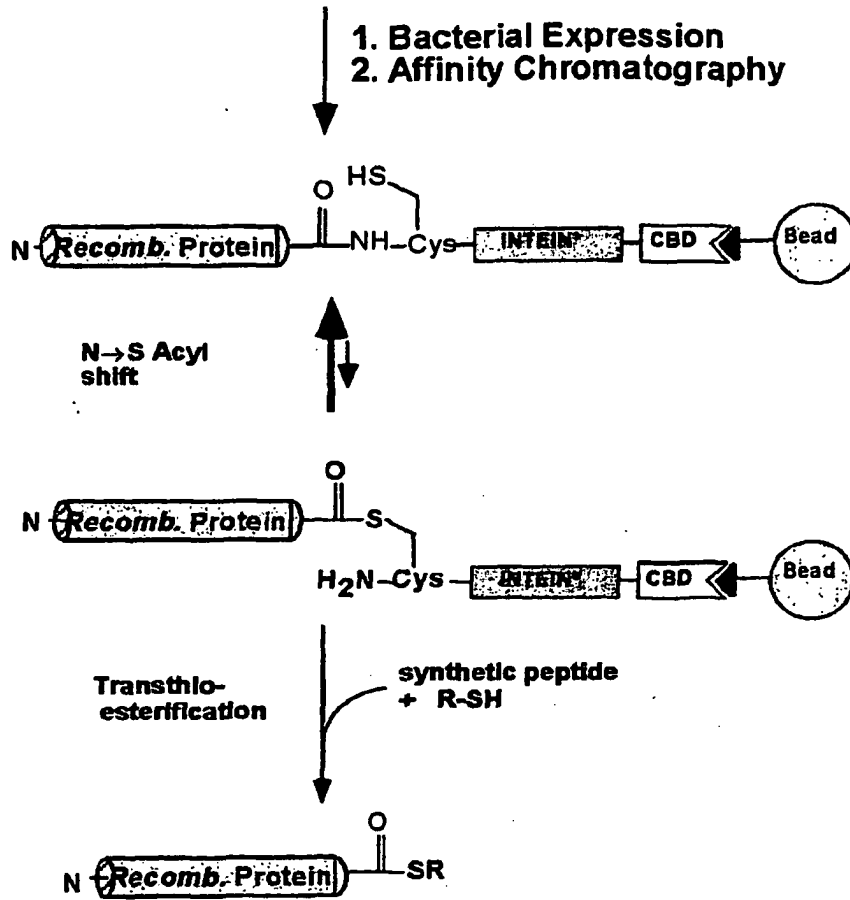 1. Bacterial Expression
2. Affinity Chromatography
O
HS
N Recomb. Protein NH Cys INTEIN* CBD Bead
N→S Acyl
shift
O
N Recomb. Protein S
H2N Cys INTEIN* CBD Bead
Transthio-
esterification
synthetic peptide
+ R-SH
O
N Recomb. Protein SR